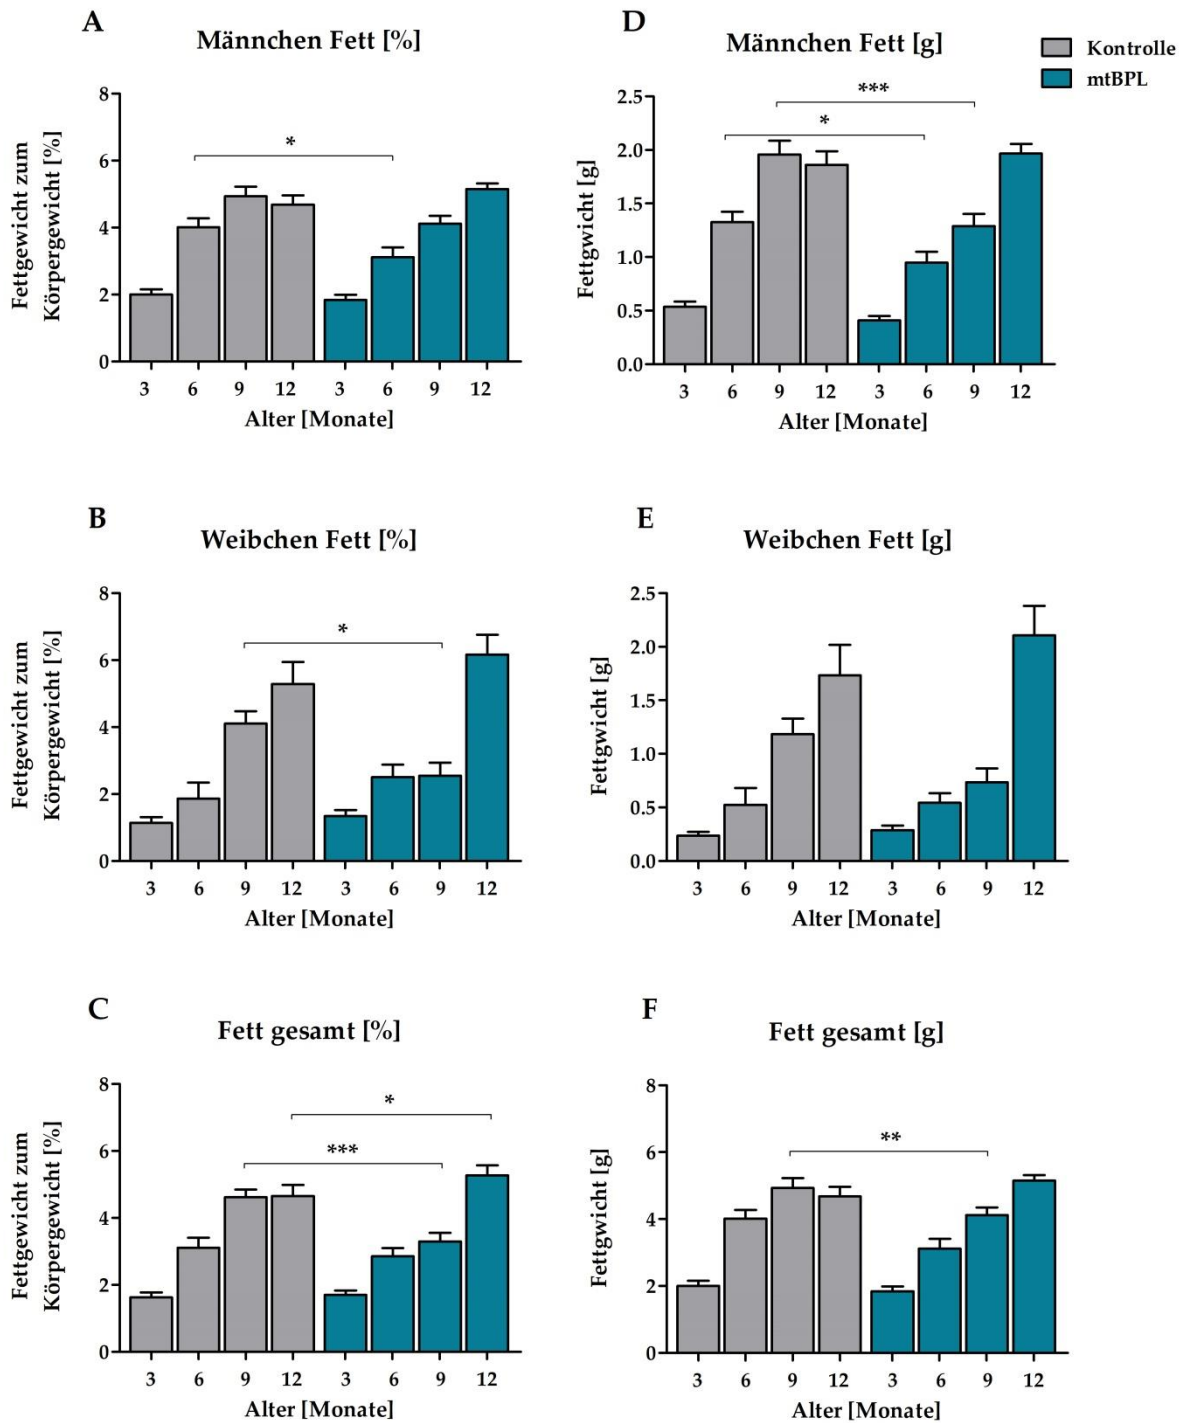 A
Männchen Fett [%]
Fettgewicht zum
Körpergewicht [%]
8
6
4
2
0
*
3 6 9 12 3 6 9 12
Alter [Monate]
D
Männchen Fett [g]
Kontrolle
mtBPL
Fettgwicht [g]
2.5
2.0
1.5
1.0
0.5
0.0
***
*
3 6 9 12 3 6 9 12
Alter [Monate]
B
Weibchen Fett [%]
Fettgewicht zum
Körpergewicht [%]
8
6
4
2
0
*
3 6 9 12 3 6 9 12
Alter [Monate]
E
Weibchen Fett [g]
Fettgwicht [g]
2.5
2.0
1.5
1.0
0.5
0.0
3 6 9 12 3 6 9 12
Alter [Monate]
C
Fett gesamt [%]
Fettgewicht zum
Körpergewicht [%]
8
6
4
2
0
*
***
3 6 9 12 3 6 9 12
Alter [Monate]
F
Fett gesamt [g]
Fettgwicht [g]
8
6
4
2
0
**
3 6 9 12 3 6 9 12
Alter [Monate]